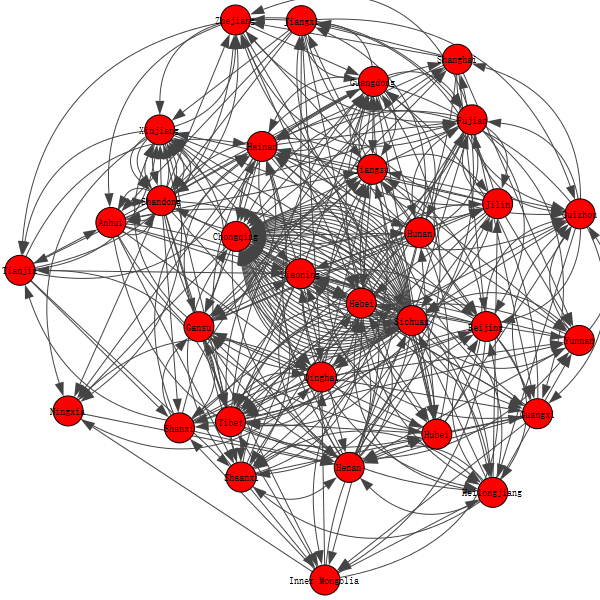 Zhejiang
Jiangxi
Shanghai
Guangdong
Fujian
Xinjiang
Hainan
Jiangsu
Shandong
Jilin
Guizhou
Anhui
Hunan
Chongqing
Tianjin
Liaoning
Hebei
Sichuan
Gansu
Beijing
Yunnan
Qinghai
Ningxia
Guangxi
Tibet
Shanxi
Hubei
Henan
Shaanxi
Heilongjiang
Inner Mongolia